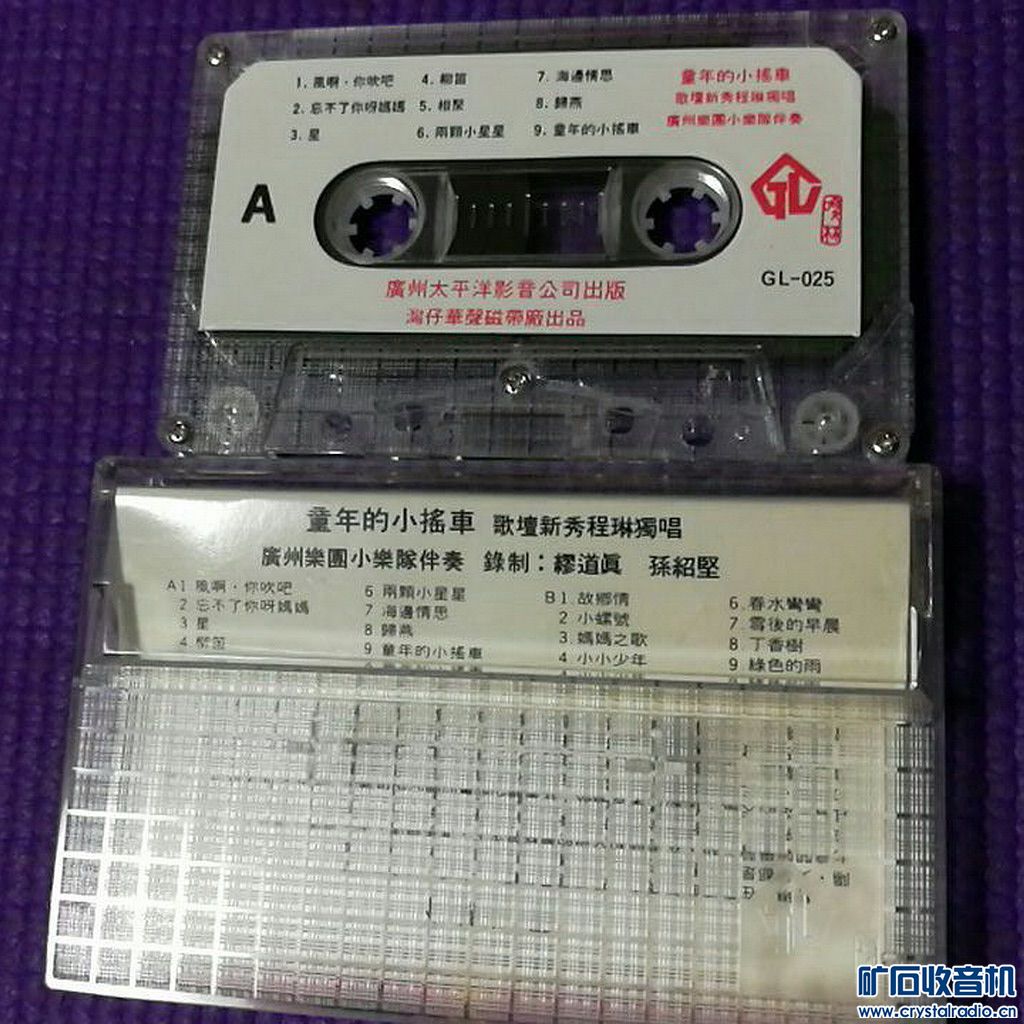 1. 風啊·你吹吧 4. 柳笛 7. 海邊情思 童年的小搖車
2. 忘不了你呀媽媽 5. 相聚 8. 歸燕 歌壇新秀程琳獨唱
3. 星 6. 兩顆小星星 9. 童年的小搖車 廣州樂團小樂隊伴奏
A
GL
GL-025
廣州太平洋影音公司出版
灣仔華聲磁帶廠出品
童年的小搖車 歌壇新秀程琳獨唱
廣州樂團小樂隊伴奏 錄制：繆道眞 孫紹堅
A1 風啊·你吹吧 6 兩顆小星星 B1. 故鄉情 6. 春水彎彎
2 忘不了你呀媽媽 7 海邊情思 2 小螺號 7. 雪後的早晨
3 星 8 歸燕 3. 媽媽之歌 8 丁香樹
4 柳笛 9 童年的小搖車 4 小小少年 9 綠色的雨
矿石收音机
www.crystalradio.cn